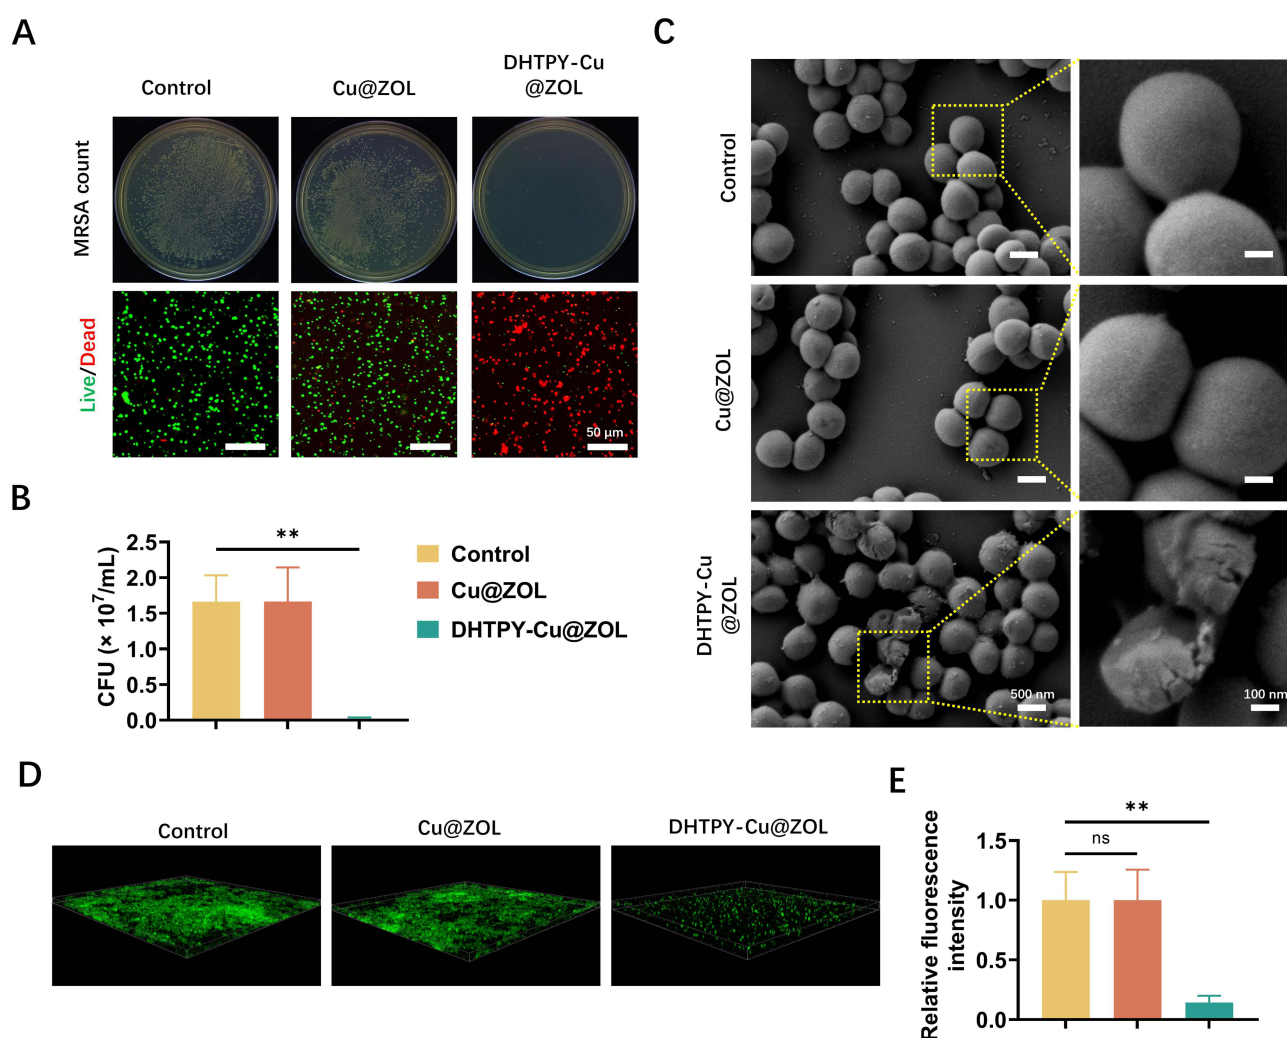 A
Control
Cu@ZOL
DHTPY-Cu
@ZOL
MRSA count
Live/Dead
50 μm
B
CFU (× 10⁷/mL)
2.5
2.0
1.5
1.0
0.5
0.0
**
Control
Cu@ZOL
DHTPY-Cu@ZOL
C
Control
Cu@ZOL
DHTPY-Cu
@ZOL
500 nm
100 nm
D
Control
Cu@ZOL
DHTPY-Cu@ZOL
E
Relative fluorescence
intensity
1.5
1.0
0.5
0.0
**
ns